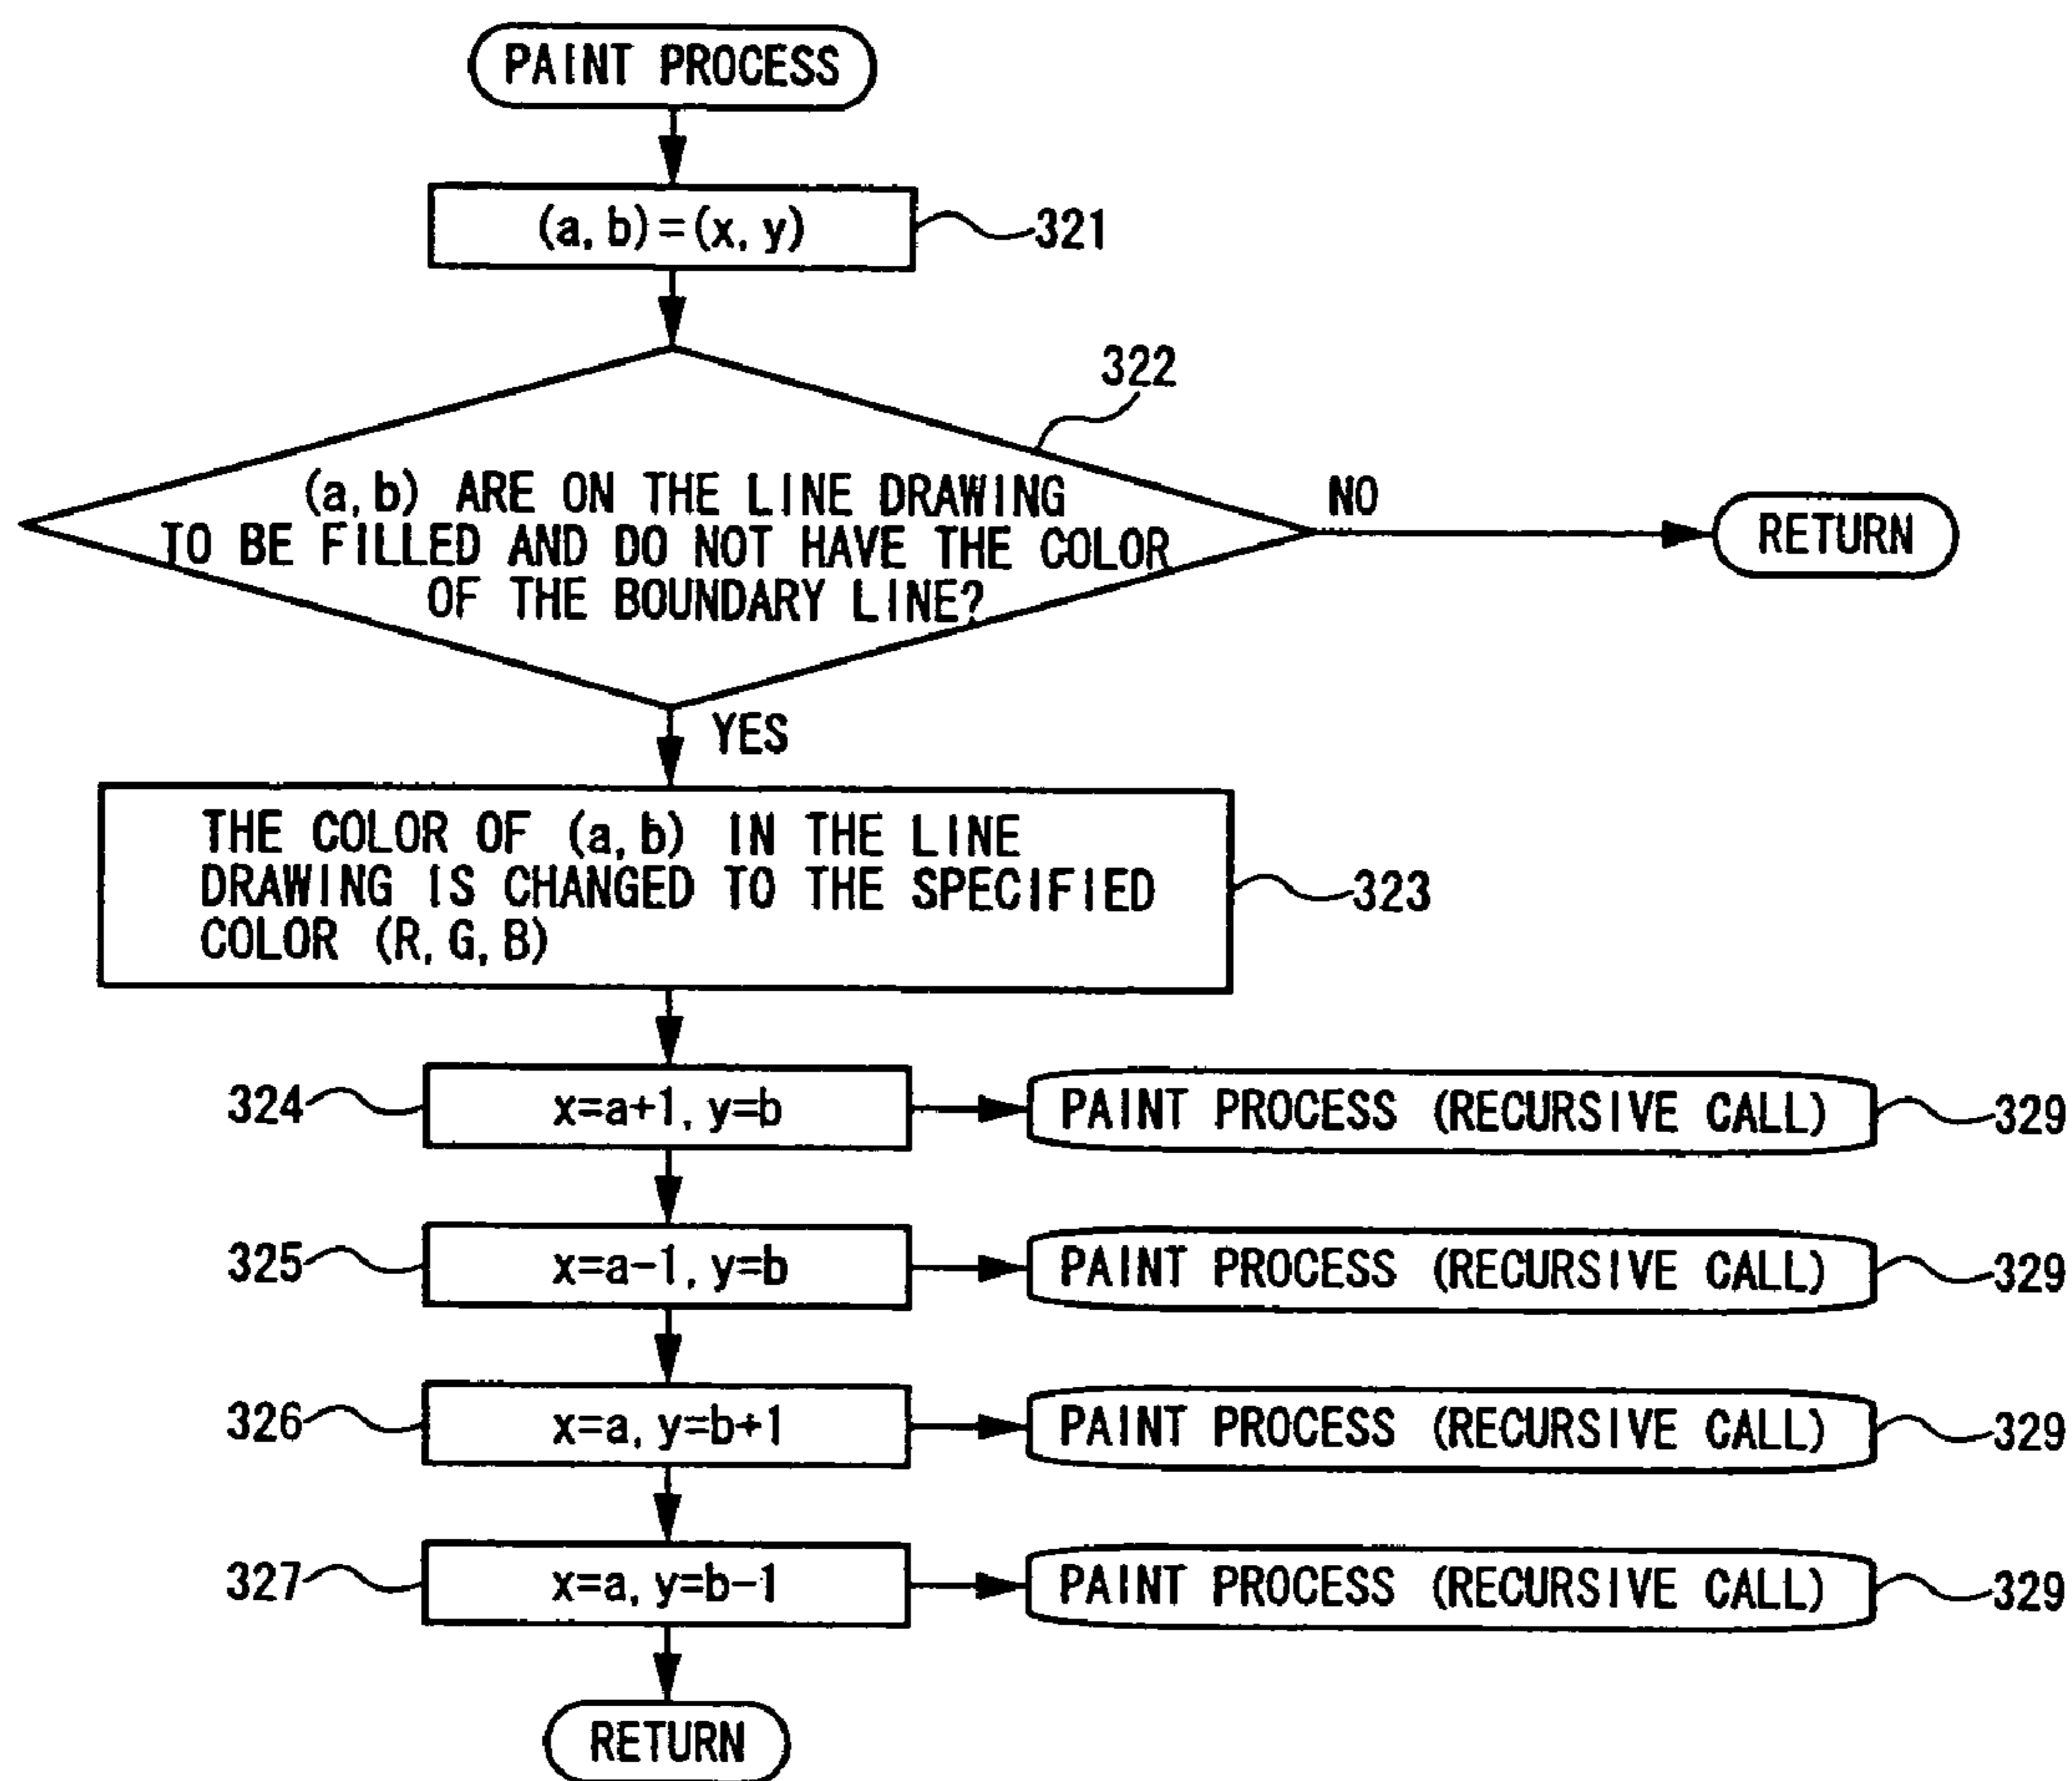 PAINT PROCESS
(a, b)=(x, y)
321
322
(a, b) ARE ON THE LINE DRAWING
TO BE FILLED AND DO NOT HAVE THE COLOR
OF THE BOUNDARY LINE?
NO
RETURN
YES
THE COLOR OF (a, b) IN THE LINE
DRAWING IS CHANGED TO THE SPECIFIED
COLOR (R, G, B)
323
324
x=a+1, y=b
PAINT PROCESS (RECURSIVE CALL)
329
325
x=a-1, y=b
PAINT PROCESS (RECURSIVE CALL)
329
326
x=a, y=b+1
PAINT PROCESS (RECURSIVE CALL)
329
327
x=a, y=b-1
PAINT PROCESS (RECURSIVE CALL)
329
RETURN